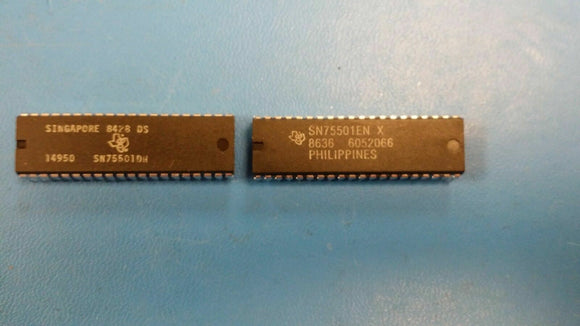 SINGAPORE 8428 DS
14950 SN75501DN
SN75501EN X
8636 6052066
PHILIPPINES